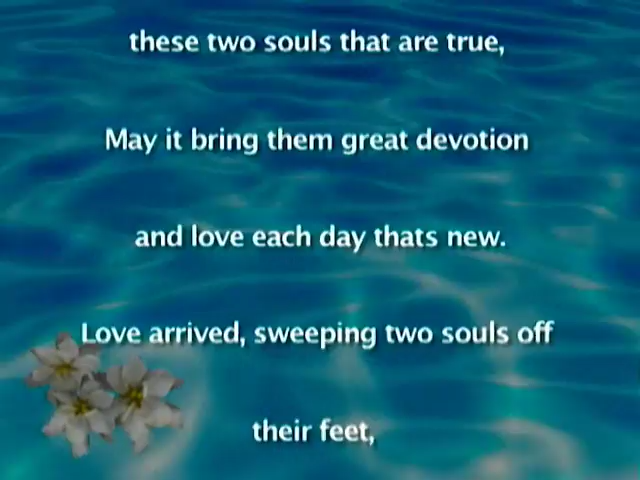 these two souls that are true,
May it bring them great devotion
and love each day thats new.
Love arrived, sweeping two souls off
their feet,